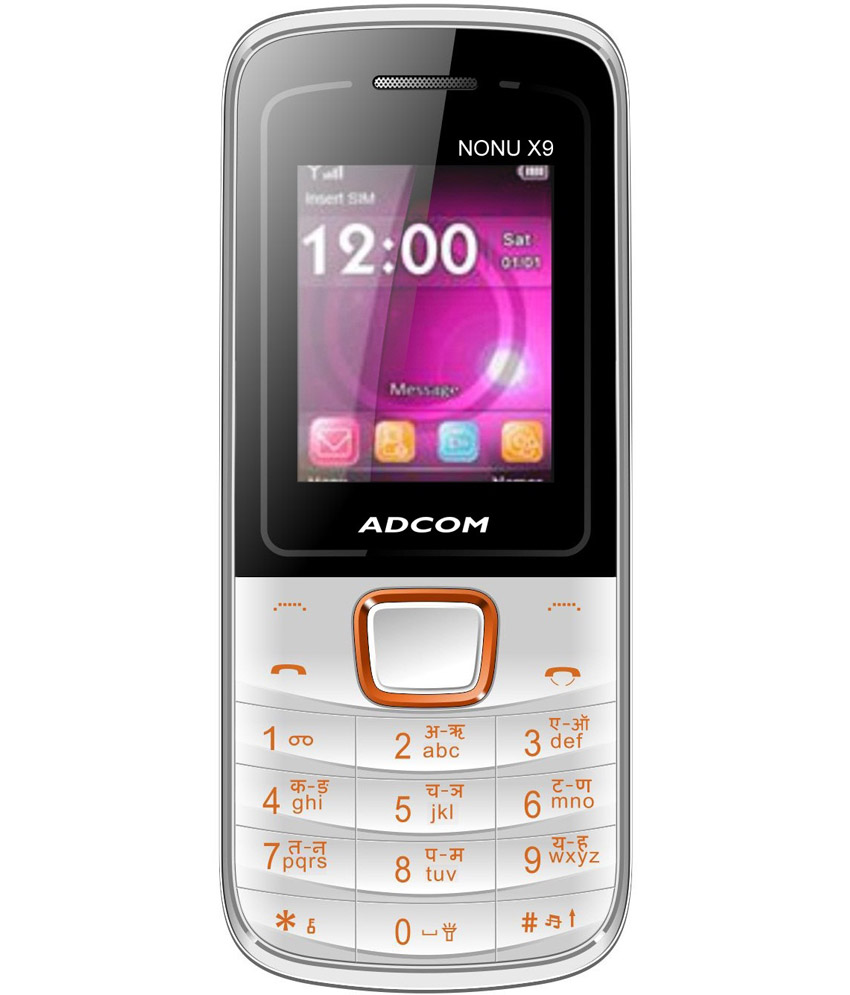 NONU X9
Insert SIM
12:00
Sat
01/01
Message
ADCOM
1
2 अ-ऋ abc
3 ए-ऑ def
4 क-ङ ghi
5 च-ञ jkl
6 ट-ण mno
7 त-न pqrs
8 प-म tuv
9 य-ह wxyz
*
0
#